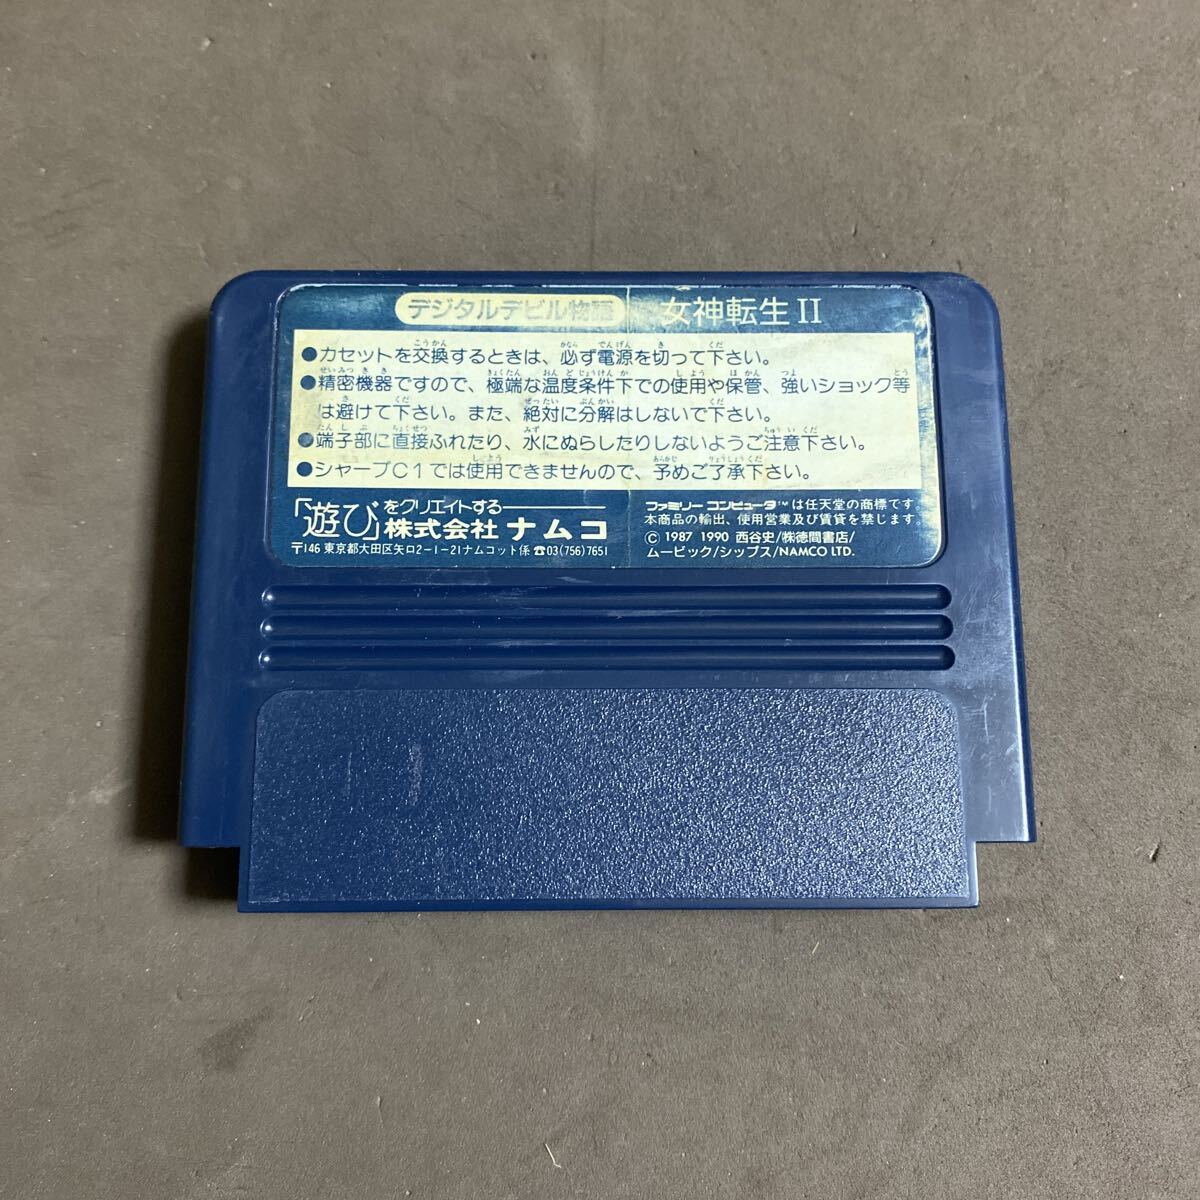 デジタルデビル物語 女神転生II
●カセットを交換するときは、必ず電源を切って下さい。
●精密機器ですので、極端な温度条件下での使用や保管、強いショック等
は避けて下さい。また、絶対に分解はしないで下さい。
●端子部に直接ふれたり、水にぬらしたりしないようご注意下さい。
●シャープC1では使用できませんので、予めご了承下さい。
「遊び」をクリエイトする
株式会社ナムコ
〒146 東京都大田区矢口2-1-21ナムコット係 ☎03(756)7651
ファミリーコンピュータ™は任天堂の商標です
本商品の輸出、使用営業及び賃貸を禁じます。
© 1987 1990 西谷史/㈱徳間書店/
ムービック/シップス/NAMCO LTD.